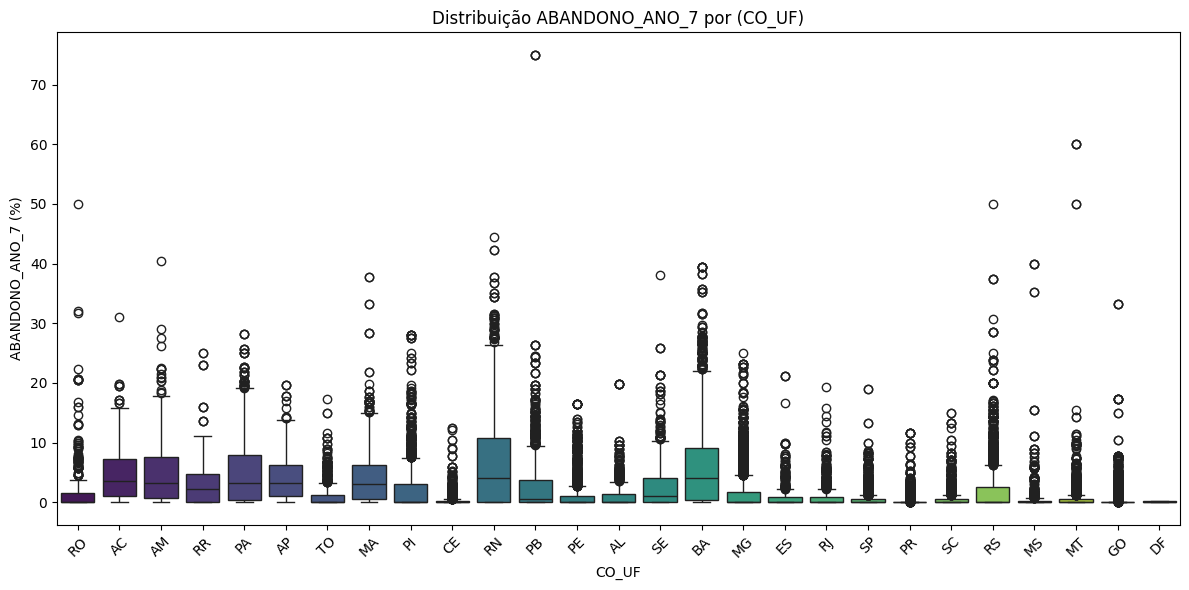 Distribuição ABANDONO_ANO_7 por (CO_UF)
ABANDONO_ANO_7 (%)
70
60
50
40
30
20
10
0
RO AC AM RR PA AP TO MA PI CE RN PB PE AL SE BA MG ES RJ SP PR SC RS MS MT GO DF
CO_UF